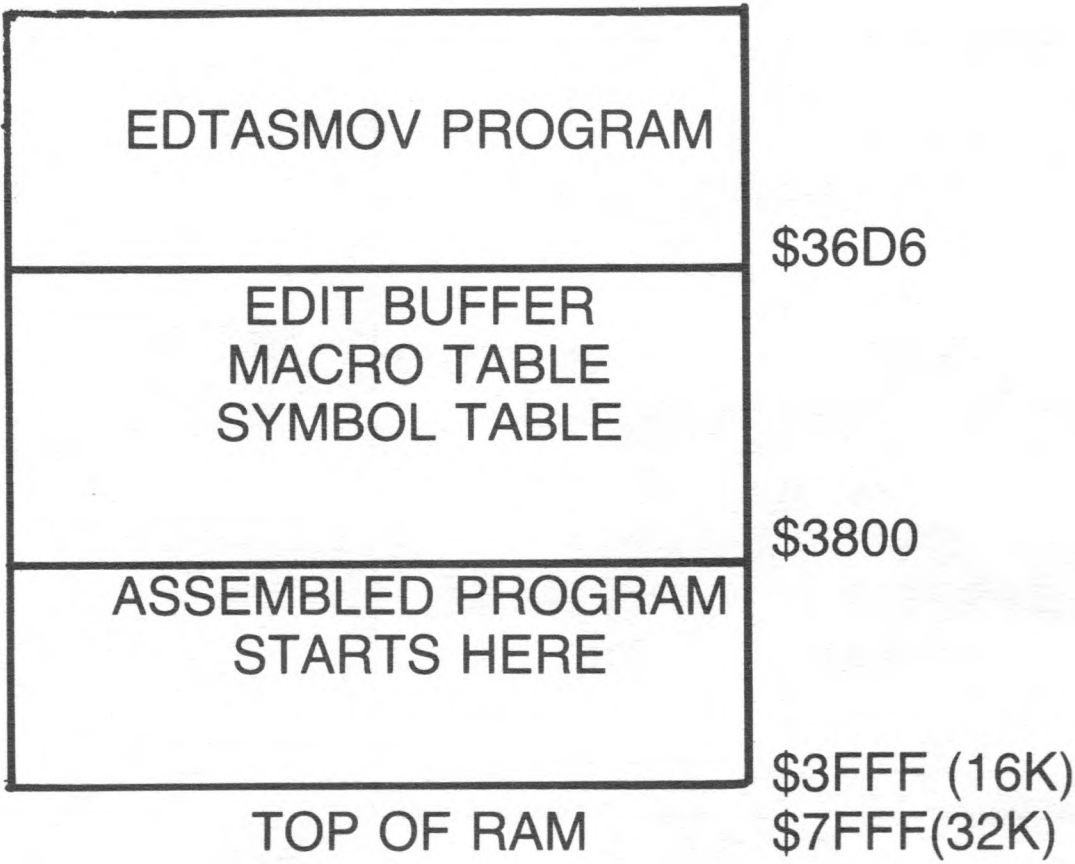 EDTASMOV PROGRAM
$36D6
EDIT BUFFER
MACRO TABLE
SYMBOL TABLE
$3800
ASSEMBLED PROGRAM
STARTS HERE
$3FFF (16K)
TOP OF RAM $7FFF(32K)